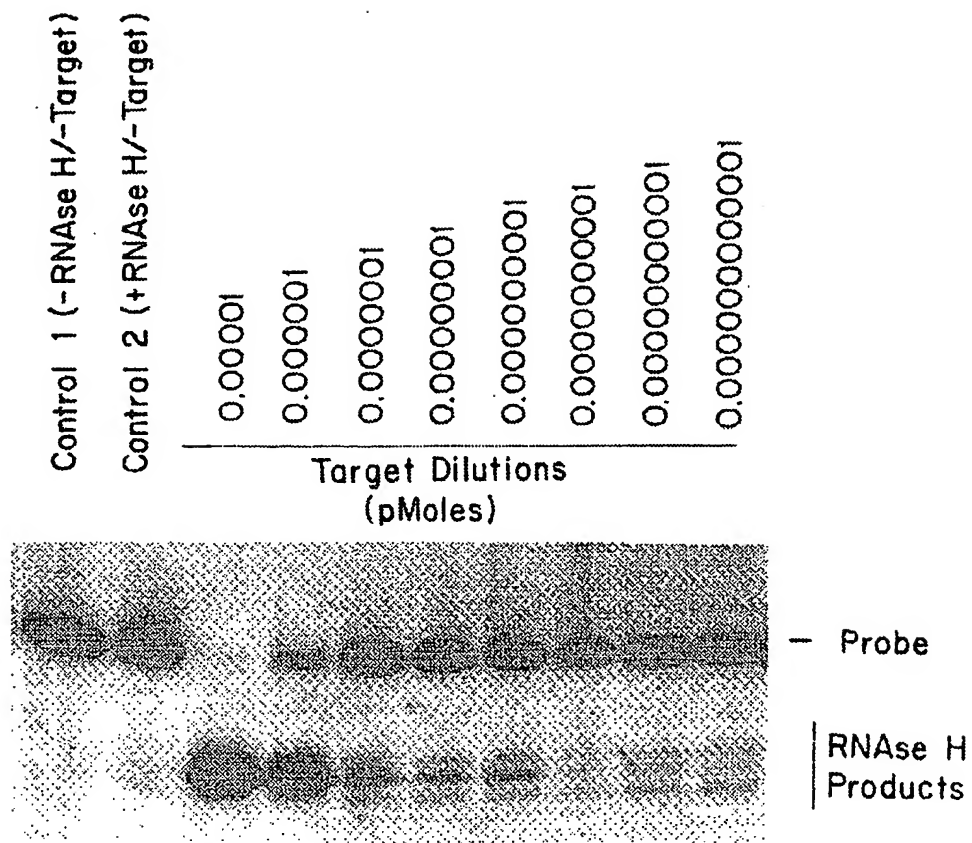 Control 1 (-RNAse H/-Target)
Control 2 (+RNAse H/-Target)
0.00001
0.000001
0.0000001
0.00000001
0.000000001
0.0000000001
0.00000000001
0.000000000001
Target Dilutions
(pMoles)
– Probe
RNAse H
Products